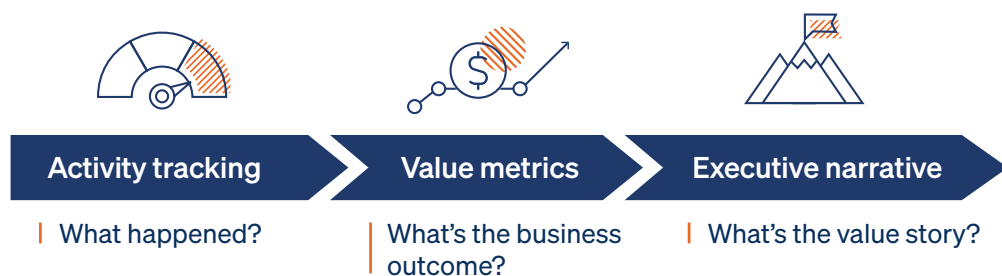 $
Activity tracking
Value metrics
Executive narrative
What happened?
What’s the business
outcome?
What’s the value story?